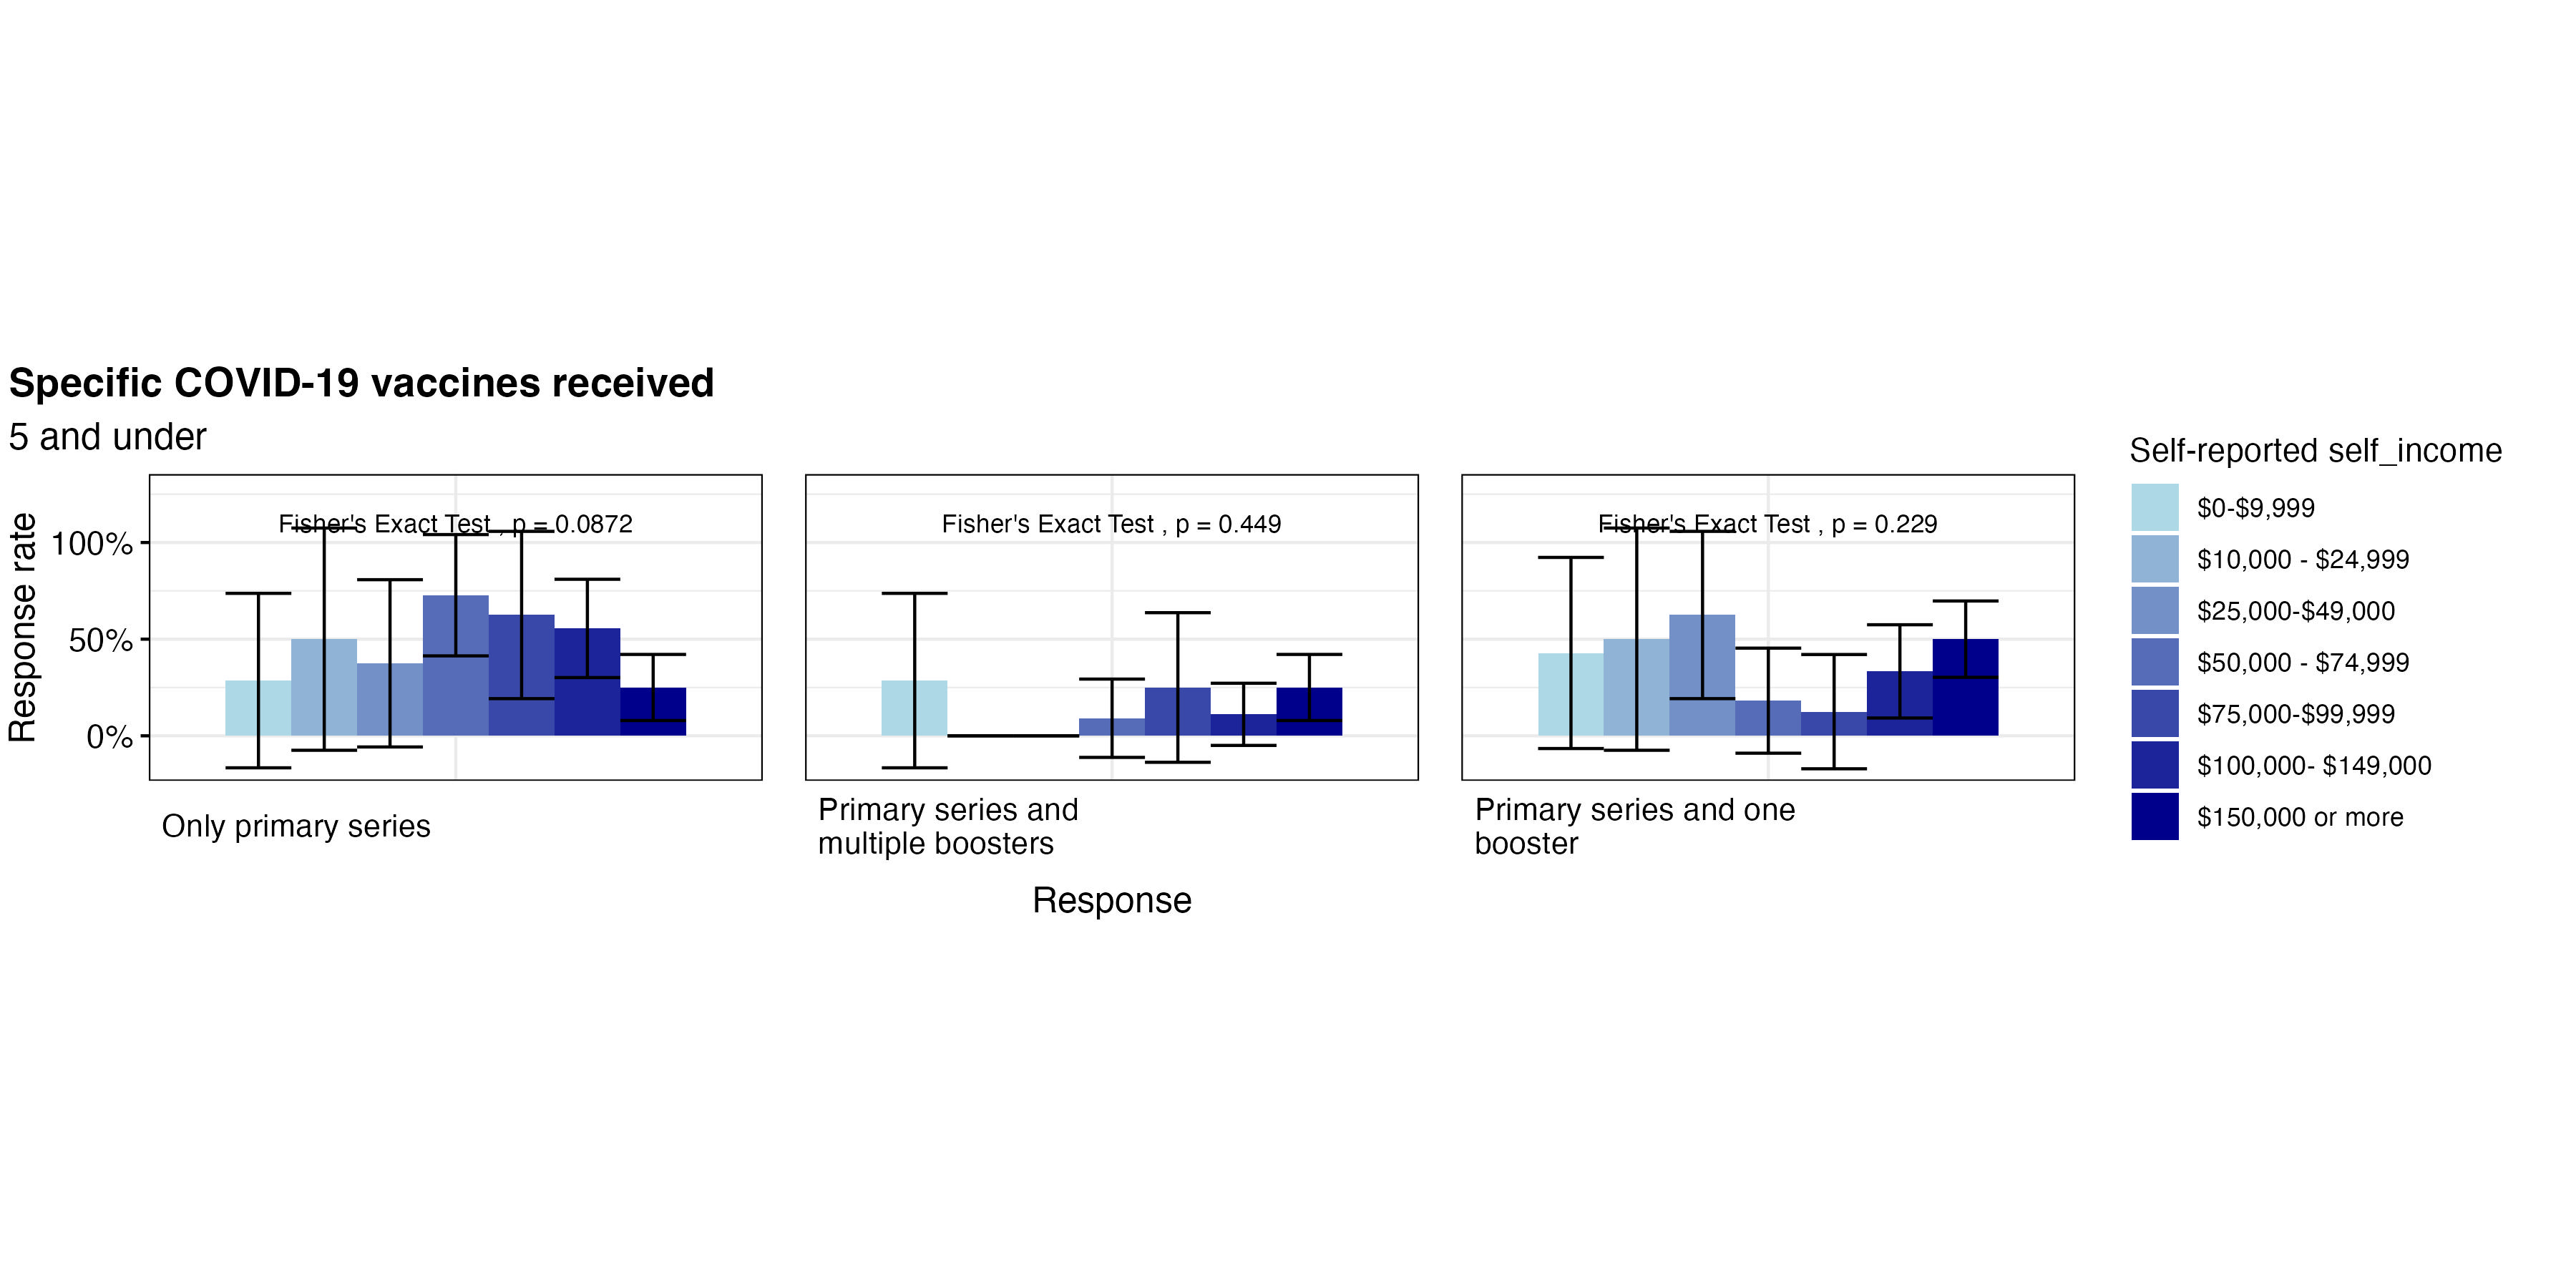 Specific COVID-19 vaccines received
5 and under
Response rate
100%
50%
0%
Fisher's Exact Test , p = 0.0872
Fisher's Exact Test , p = 0.449
Fisher's Exact Test , p = 0.229
Only primary series
Primary series and
multiple boosters
Primary series and one
booster
Response
Self-reported self_income
$0-$9,999
$10,000 - $24,999
$25,000-$49,000
$50,000 - $74,999
$75,000-$99,999
$100,000- $149,000
$150,000 or more